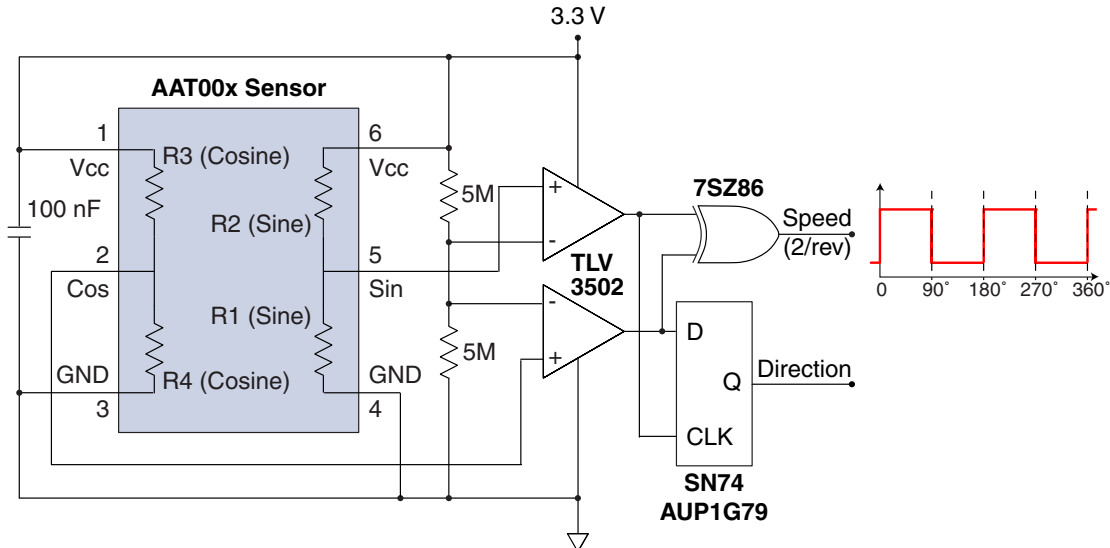 3.3 V
AAT00x Sensor
1
Vcc
R3 (Cosine)
6
Vcc
100 nF
R2 (Sine)
5M
+
-
7SZ86
Speed
(2/rev)
0
90°
180°
270°
360°
2
Cos
5
Sin
TLV
3502
R1 (Sine)
-
+
5M
D
Q
Direction
CLK
GND
3
R4 (Cosine)
GND
4
SN74
AUP1G79